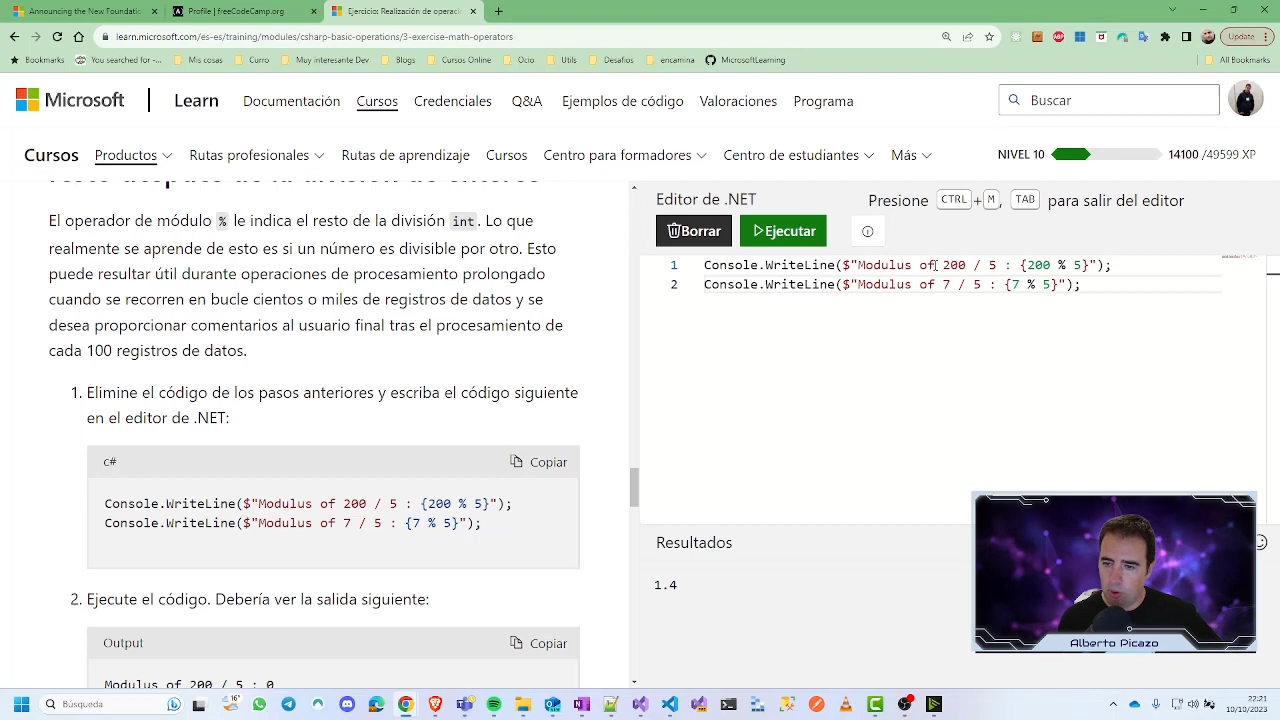 Announcing the New Foundatic
Profile | freeCodeCamp.org
Ejercicio: Realización de operacio
learn.microsoft.com/es-es/training/modules/csharp-basic-operations/3-exercise-math-operators
Update
Bookmarks
You searched for -...
Mis cosas
Curro
Muy interesante Dev
Blogs
Cursos Online
Ocio
Utils
Desafios
encamina
MicrosoftLearning
All Bookmarks
Microsoft
Learn
Documentación
Cursos
Credenciales
Q&A
Ejemplos de código
Valoraciones
Programa
Buscar
Cursos
Productos
Rutas profesionales
Rutas de aprendizaje
Cursos
Centro para formadores
Centro de estudiantes
Más
NIVEL 10
14100 /49599 XP
El operador de módulo % le indica el resto de la división int. Lo que
realmente se aprende de esto es si un número es divisible por otro. Esto
puede resultar útil durante operaciones de procesamiento prolongado
cuando se recorren en bucle cientos o miles de registros de datos y se
desea proporcionar comentarios al usuario final tras el procesamiento de
cada 100 registros de datos.
1. Elimine el código de los pasos anteriores y escriba el código siguiente
en el editor de .NET:
c#
Copiar
Console.WriteLine($"Modulus of 200 / 5 : {200 % 5}");
Console.WriteLine($"Modulus of 7 / 5 : {7 % 5}");
2. Ejecute el código. Debería ver la salida siguiente:
Output
Copiar
Modulus of 200 / 5 : 0
Editor de .NET
Presione CTRL + M, TAB para salir del editor
Borrar
Ejecutar
1 Console.WriteLine($"Modulus of 200 / 5 : {200 % 5}");
2 Console.WriteLine($"Modulus of 7 / 5 : {7 % 5}");
Resultados
1.4
Alberto Picazo
Búsqueda
16°
22:21
10/10/2023